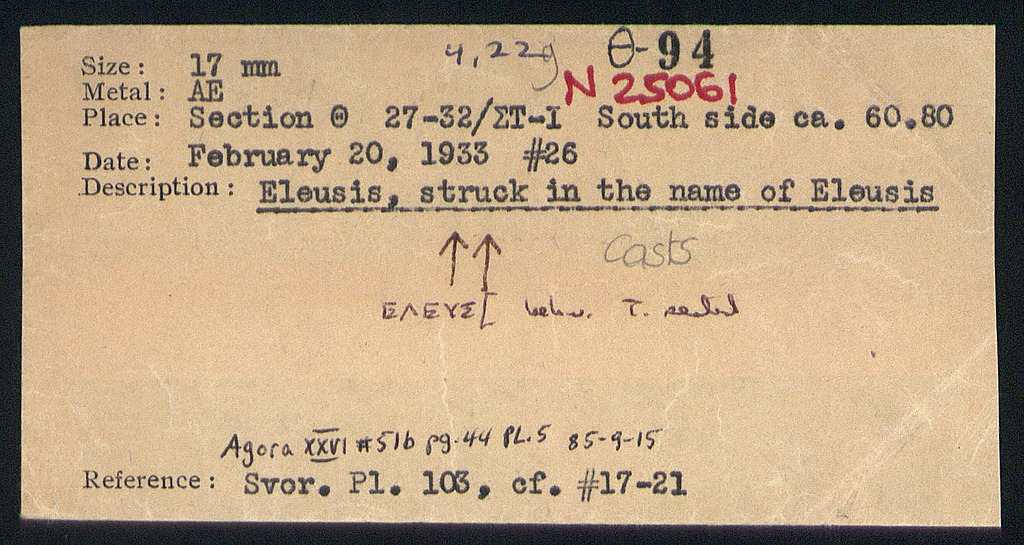 4,22g Θ-94
Size: 17 mm N 25061
Metal: AE
Place: Section Θ 27-32/ΣΤ-Ι South side ca. 60.80
Date: February 20, 1933 #26
Description: Eleusis, struck in the name of Eleusis
↑↑ Casts
ΕΛΕΥΣ[ below. T. seated
Agora XXVI #51b pg.44 PL.5 85-9-15
Reference: Svor. Pl. 103, cf. #17-21